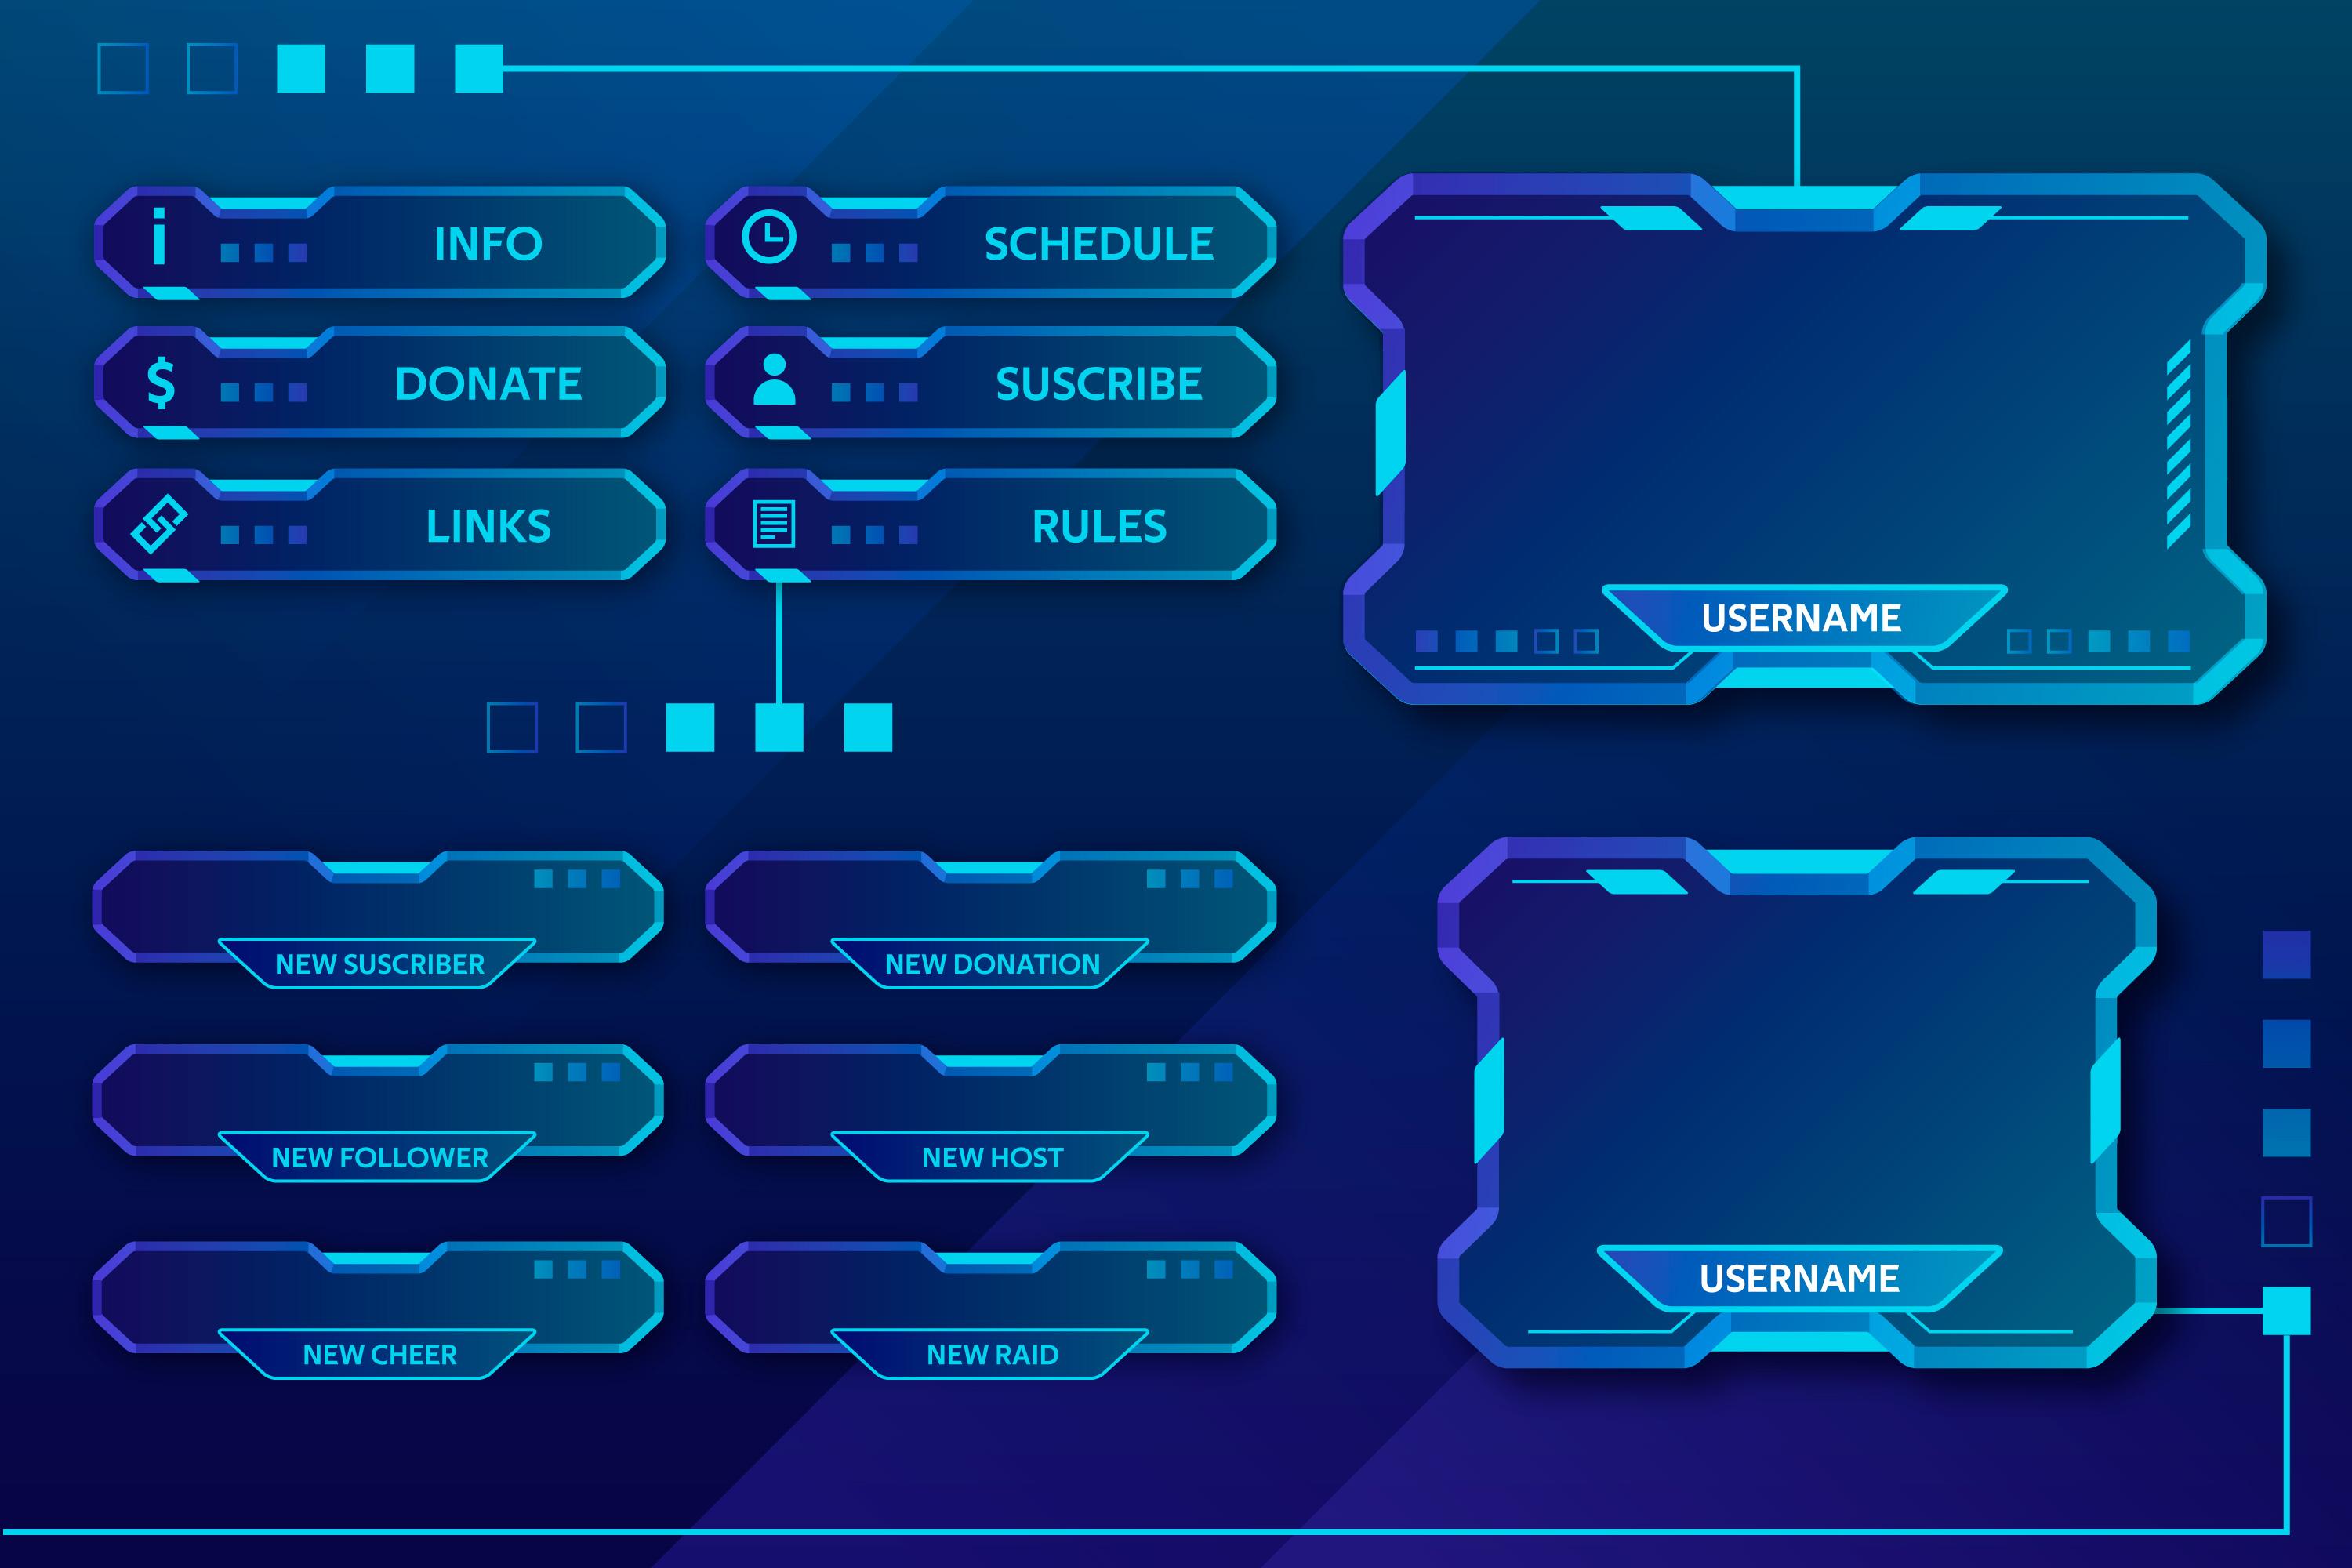 INFO
SCHEDULE
$
DONATE
SUSCRIBE
LINKS
RULES
USERNAME
NEW SUSCRIBER
NEW DONATION
NEW FOLLOWER
NEW HOST
NEW CHEER
NEW RAID
USERNAME